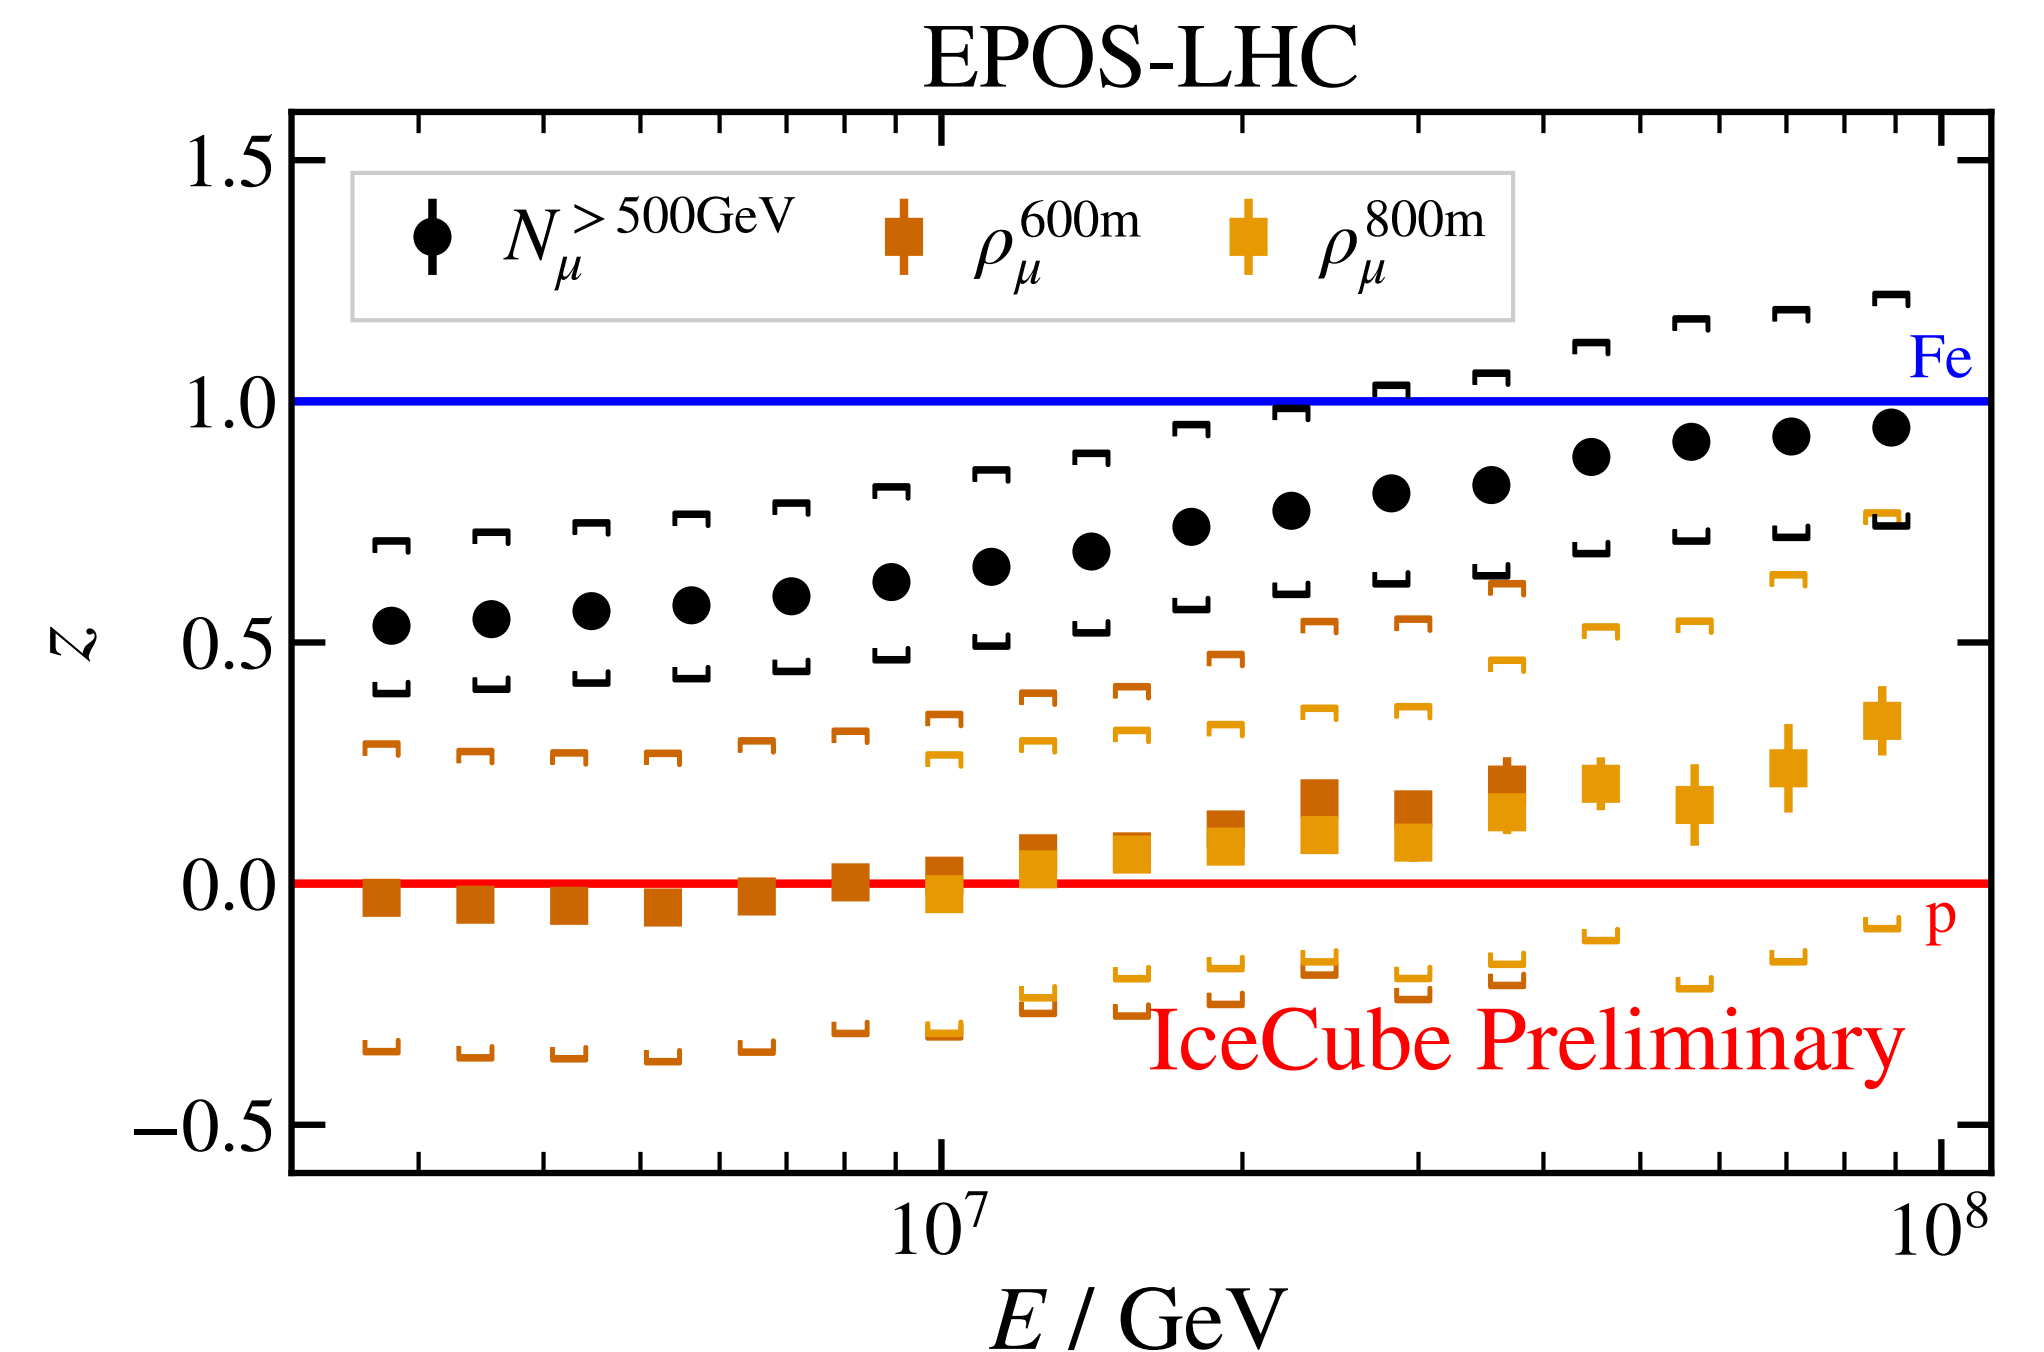 EPOS-LHC
1.5
1.0
0.5
0.0
−0.5
z
N_μ^{>500GeV} ρ_μ^{600m} ρ_μ^{800m}
Fe
p
IceCube Preliminary
10^7 10^8
E / GeV